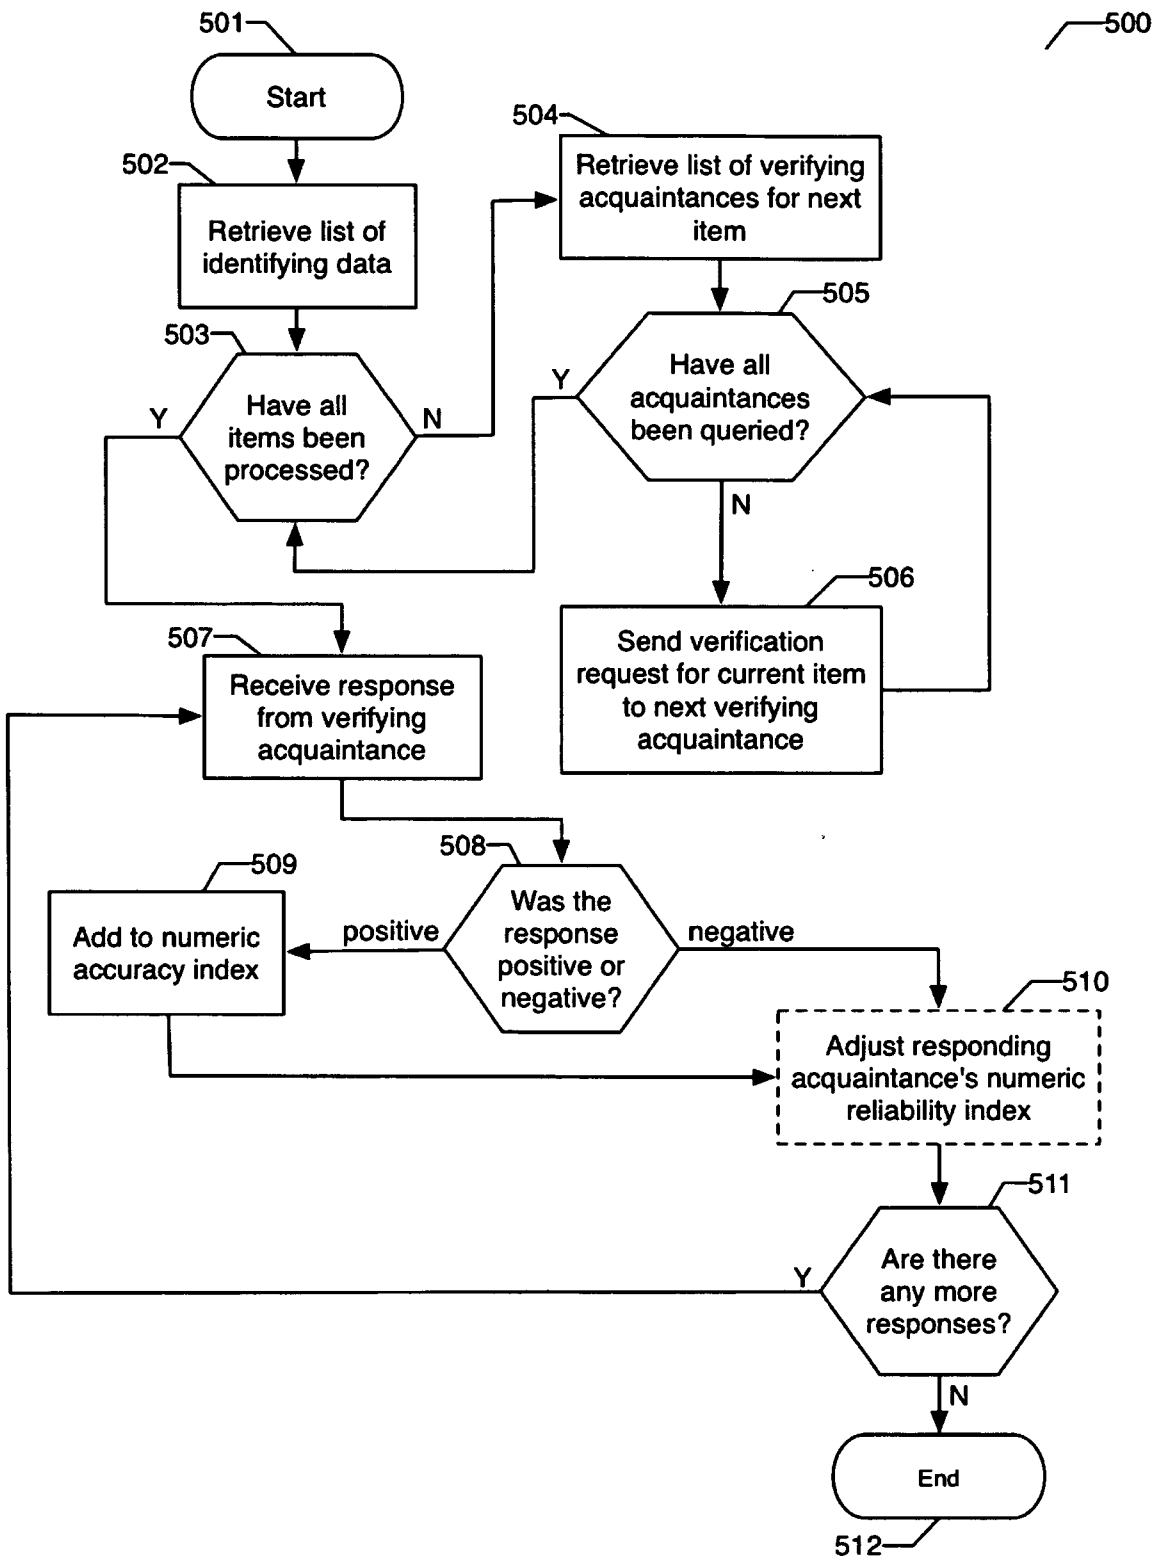 500
501
Start
502
Retrieve list of
identifying data
503
Have all
items been
processed?
Y
N
504
Retrieve list of verifying
acquaintances for next
item
505
Have all
acquaintances
been queried?
Y
N
506
Send verification
request for current item
to next verifying
acquaintance
507
Receive response
from verifying
acquaintance
508
Was the
response
positive or
negative?
positive
negative
509
Add to numeric
accuracy index
510
Adjust responding
acquaintance's numeric
reliability index
511
Are there
any more
responses?
Y
N
End
512